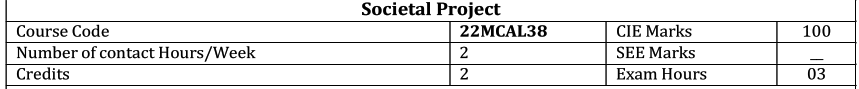 Societal Project
Course Code 22MCAL38 CIE Marks 100
Number of contact Hours/Week 2 SEE Marks __
Credits 2 Exam Hours 03